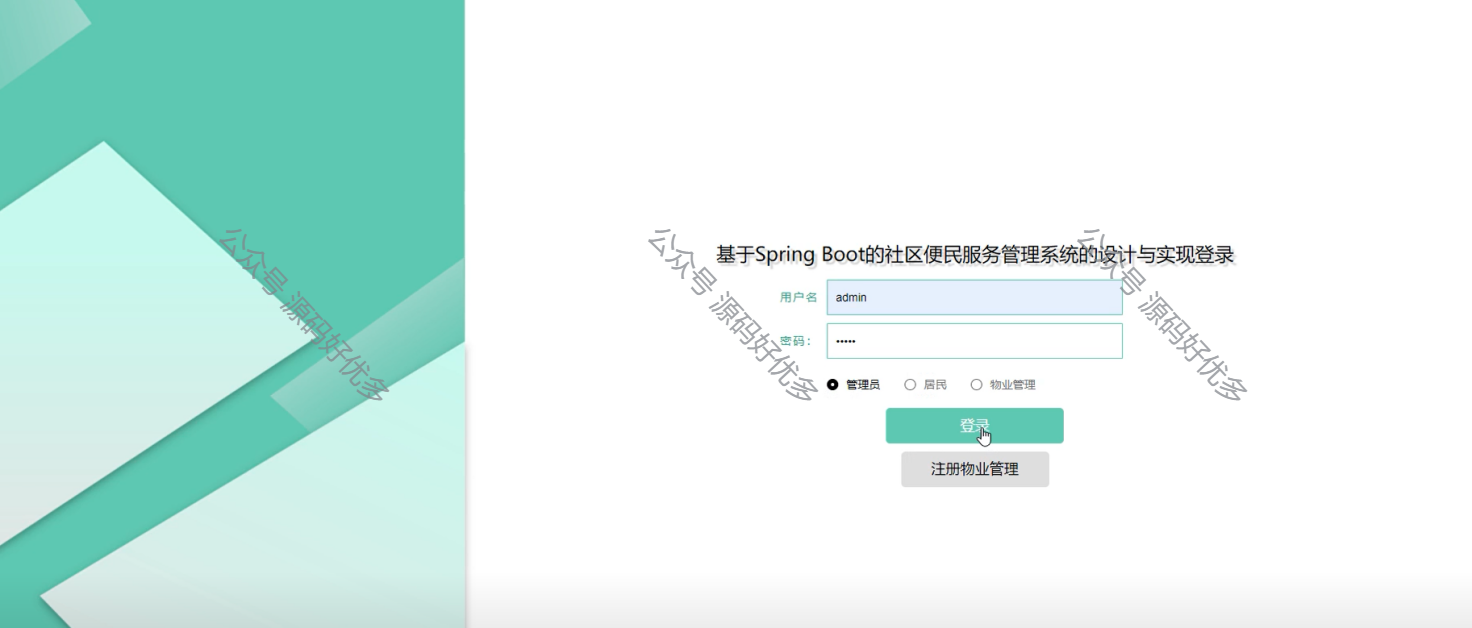 基于Spring Boot的社区便民服务管理系统的设计与实现登录
用户名 admin
密码： •••••
管理员 居民 物业管理
登录
注册物业管理
公众号 源码好优多
公众号 源码好优多
公众号 源码好优多